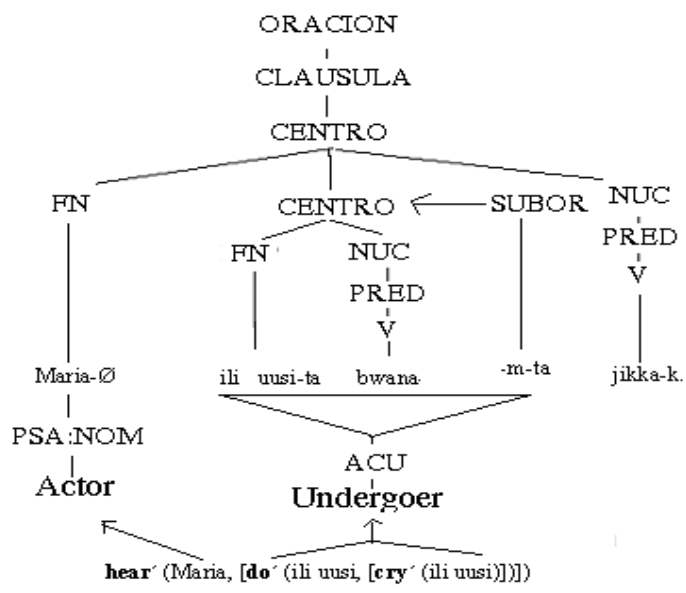 ORACION
CLAUSULA
CENTRO
FN CENTRO SUBOR NUC
FN NUC PRED
PRED V
V
Maria-Ø ili uusi-ta bwana- -m-ta jikka-k.
PSA:NOM ACU
Actor Undergoer
hear´ (Maria, [do´ (ili uusi, [cry´ (ili uusi)])])